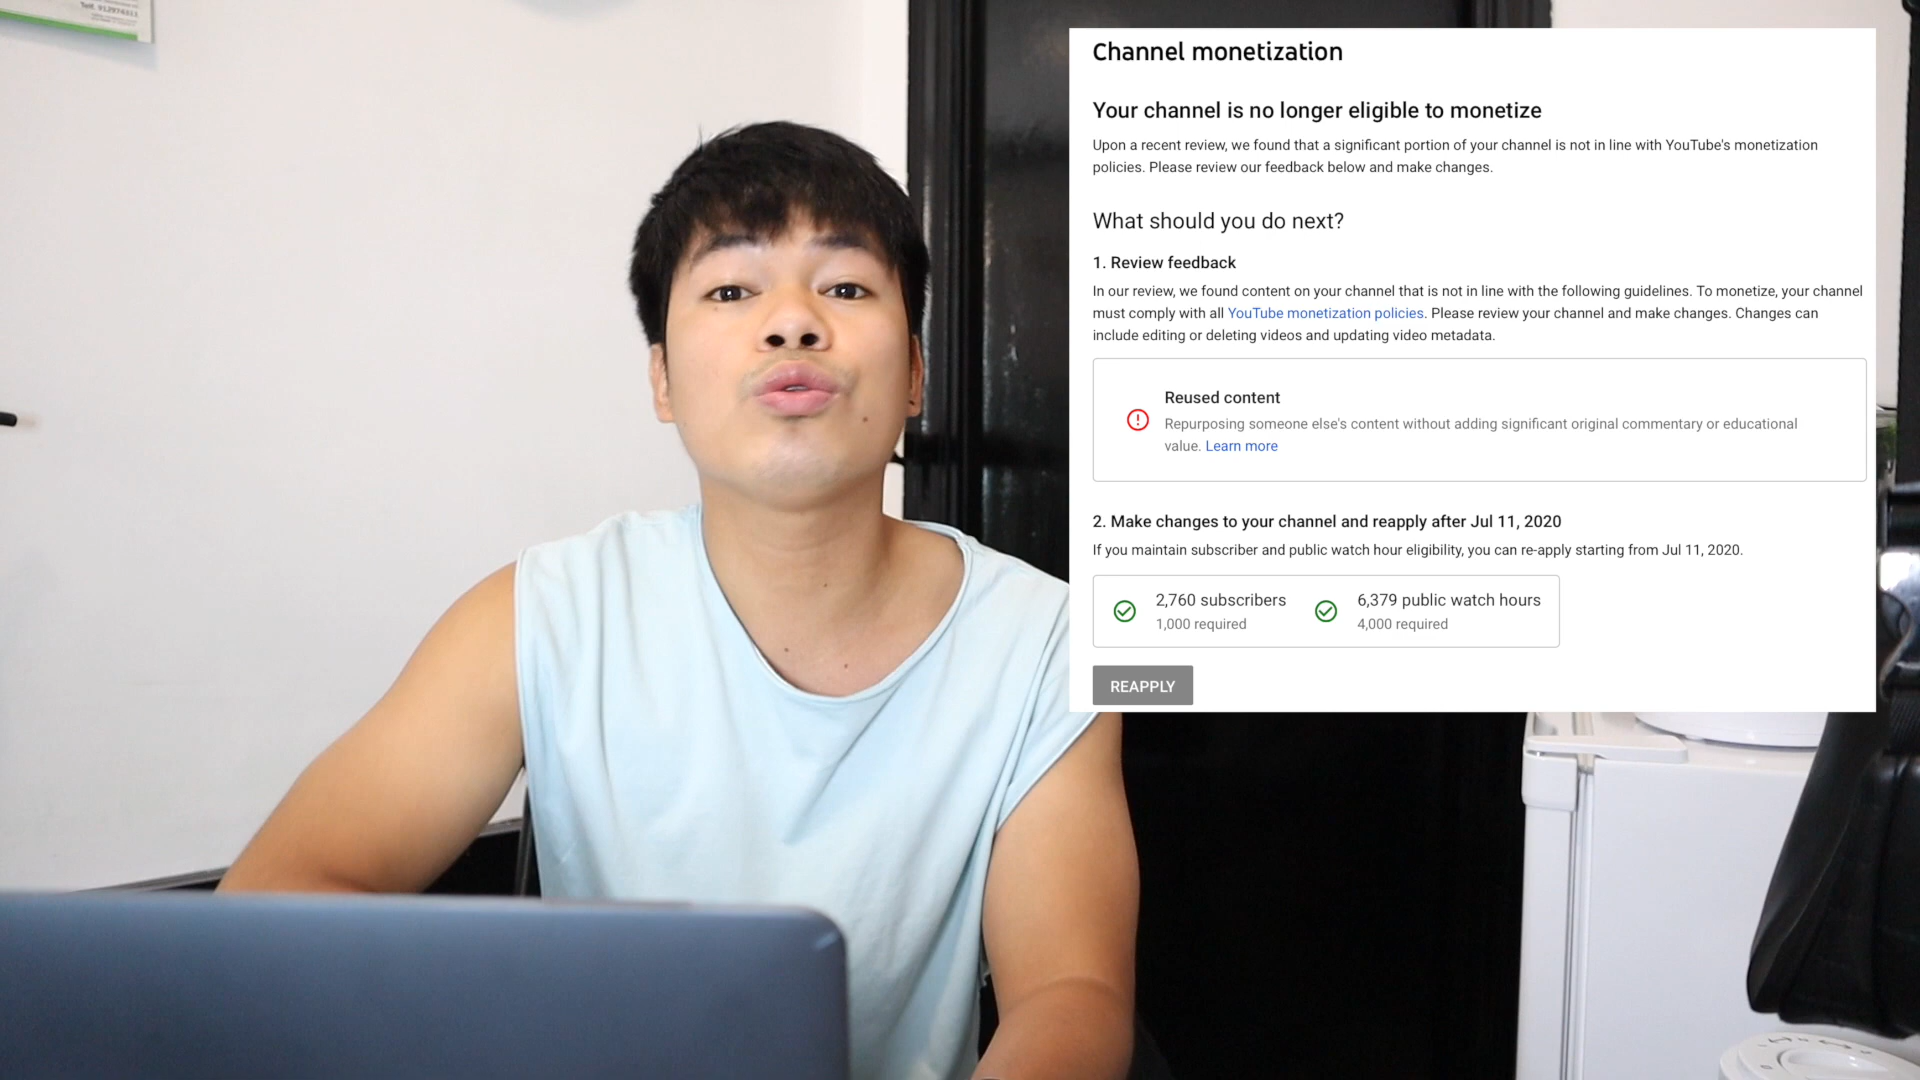 Telf. 912974311
Channel monetization
Your channel is no longer eligible to monetize
Upon a recent review, we found that a significant portion of your channel is not in line with YouTube's monetization
policies. Please review our feedback below and make changes.
What should you do next?
1. Review feedback
In our review, we found content on your channel that is not in line with the following guidelines. To monetize, your channel
must comply with all YouTube monetization policies. Please review your channel and make changes. Changes can
include editing or deleting videos and updating video metadata.
Reused content
Repurposing someone else's content without adding significant original commentary or educational
value. Learn more
2. Make changes to your channel and reapply after Jul 11, 2020
If you maintain subscriber and public watch hour eligibility, you can re-apply starting from Jul 11, 2020.
2,760 subscribers
1,000 required
6,379 public watch hours
4,000 required
REAPPLY